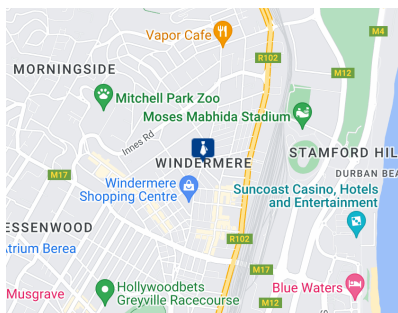 Vapor Cafe
M4
R102
MORNINGSIDE
M12
Mitchell Park Zoo
Moses Mabhida Stadium
Innes Rd
WINDERMERE
STAMFORD HIL
M17
DURBAN BEA
Windermere
Shopping Centre
Suncoast Casino, Hotels
and Entertainment
ESSENWOOD
R102
Atrium Berea
M17
Hollywoodbets
Greyville Racecourse
Blue Waters
Musgrave
M12